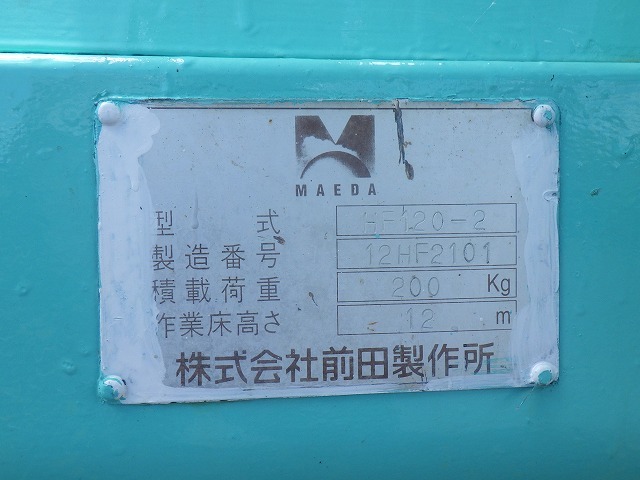 MAEDA
型式 HF120-2
製造番号 12HF2101
積載荷重 200 Kg
作業床高さ 12 m
株式会社前田製作所